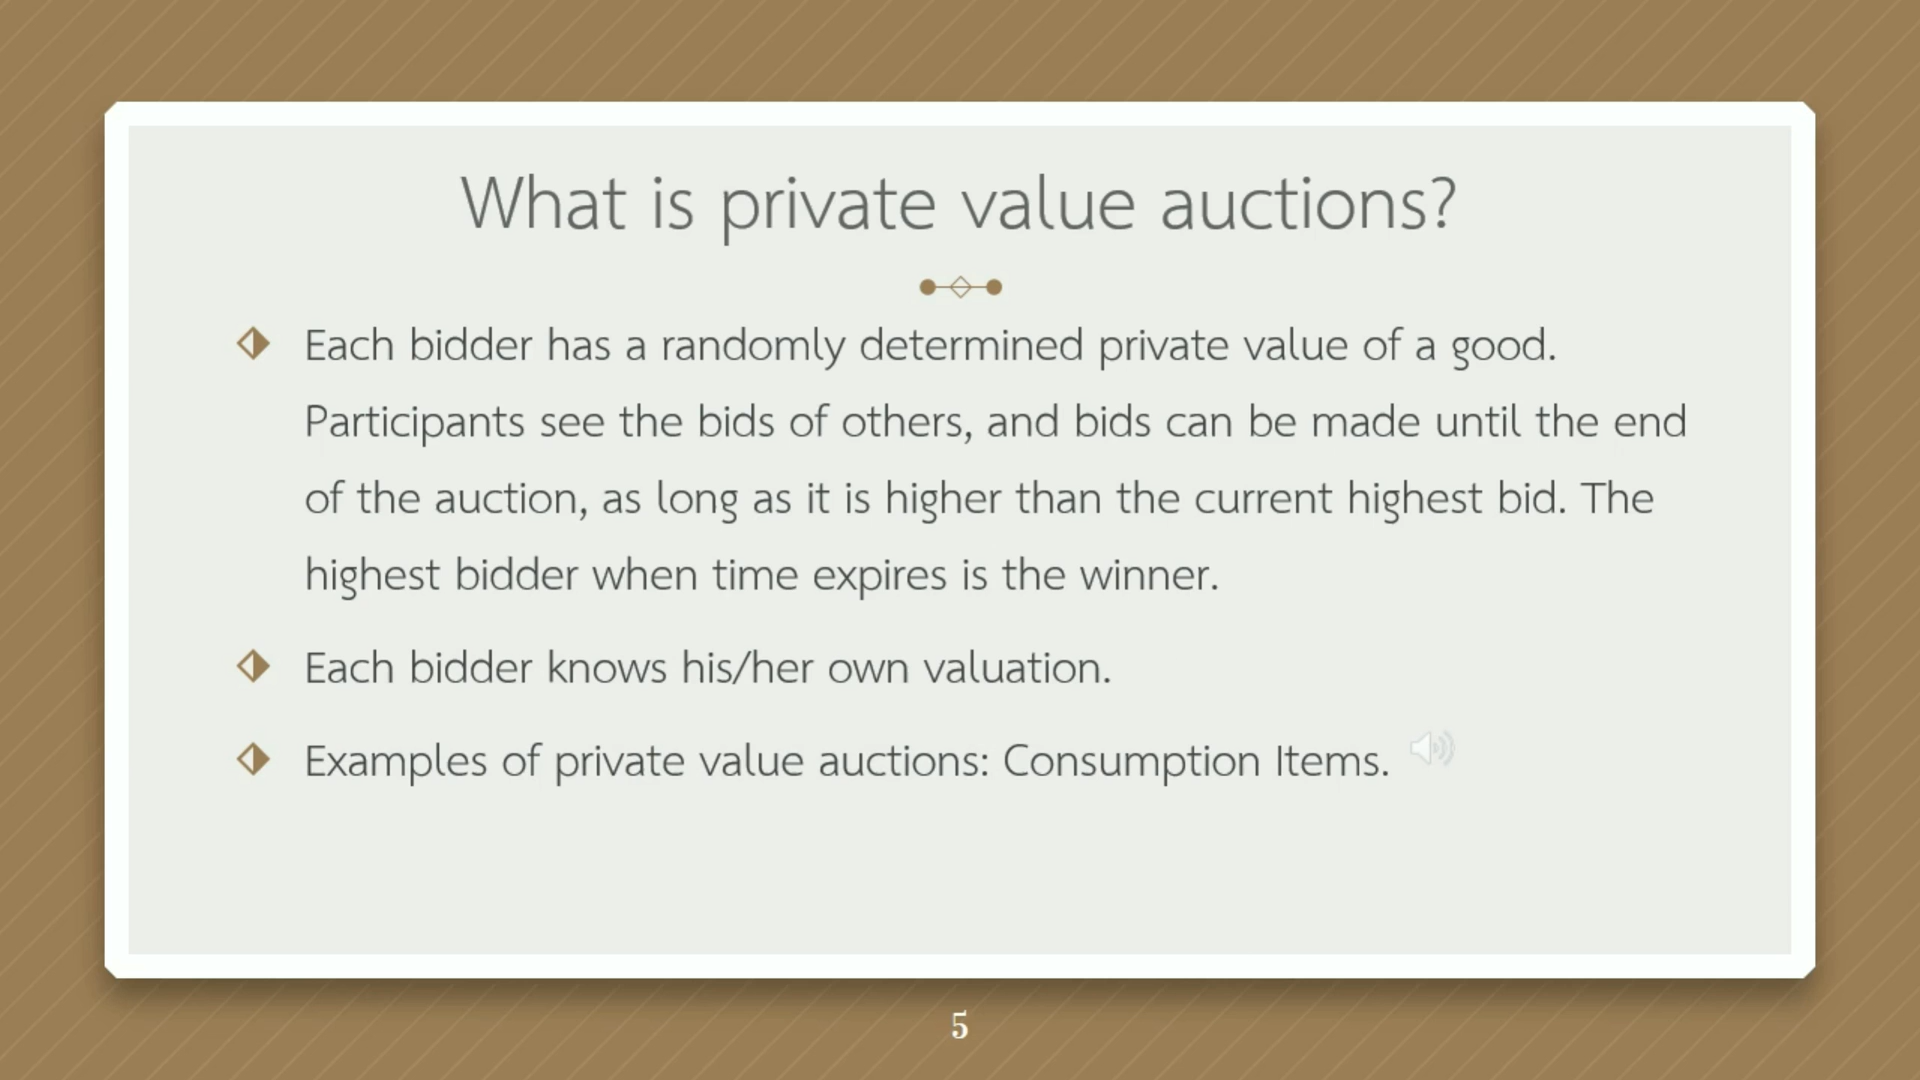 What is private value auctions?
Each bidder has a randomly determined private value of a good.
Participants see the bids of others, and bids can be made until the end
of the auction, as long as it is higher than the current highest bid. The
highest bidder when time expires is the winner.
Each bidder knows his/her own valuation.
Examples of private value auctions: Consumption Items.
5